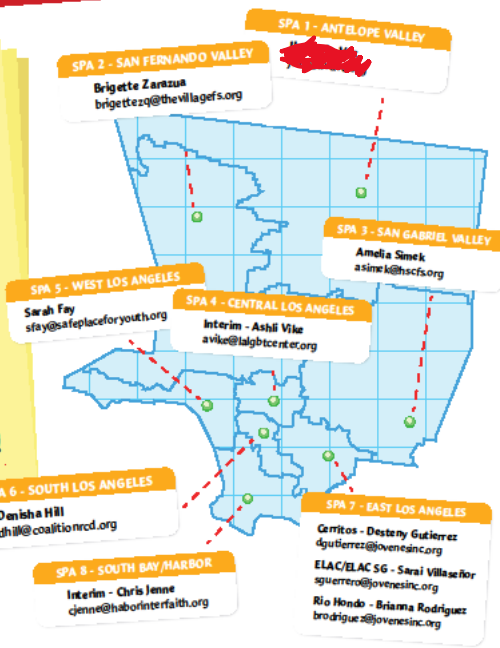 SPA 1 - ANTELOPE VALLEY
SPA 2 - SAN FERNANDO VALLEY
Brigette Zarazua
brigettezq@thevillagefs.org
SPA 3 - SAN GABRIEL VALLEY
Amelia Simek
asimek@hscfs.org
SPA 5 - WEST LOS ANGELES
Sarah Fay
sfay@safeplaceforyouth.org
SPA 4 - CENTRAL LOS ANGELES
Interim - Ashli Vike
avike@lalgbtcenter.org
A 6 - SOUTH LOS ANGELES
Denisha Hill
dhill@coalitionrcd.org
SPA 7 - EAST LOS ANGELES
Cerritos - Desteny Gutierrez
dgutierrez@jovenesinc.org
ELAC/ELAC SG - Sarai Villaseñor
sguerrero@jovenesinc.org
Rio Hondo - Brianna Rodriguez
brodriguez@jovenesinc.org
SPA 8 - SOUTH BAY/HARBOR
Interim - Chris Jenne
cjenne@haborinterfaith.org